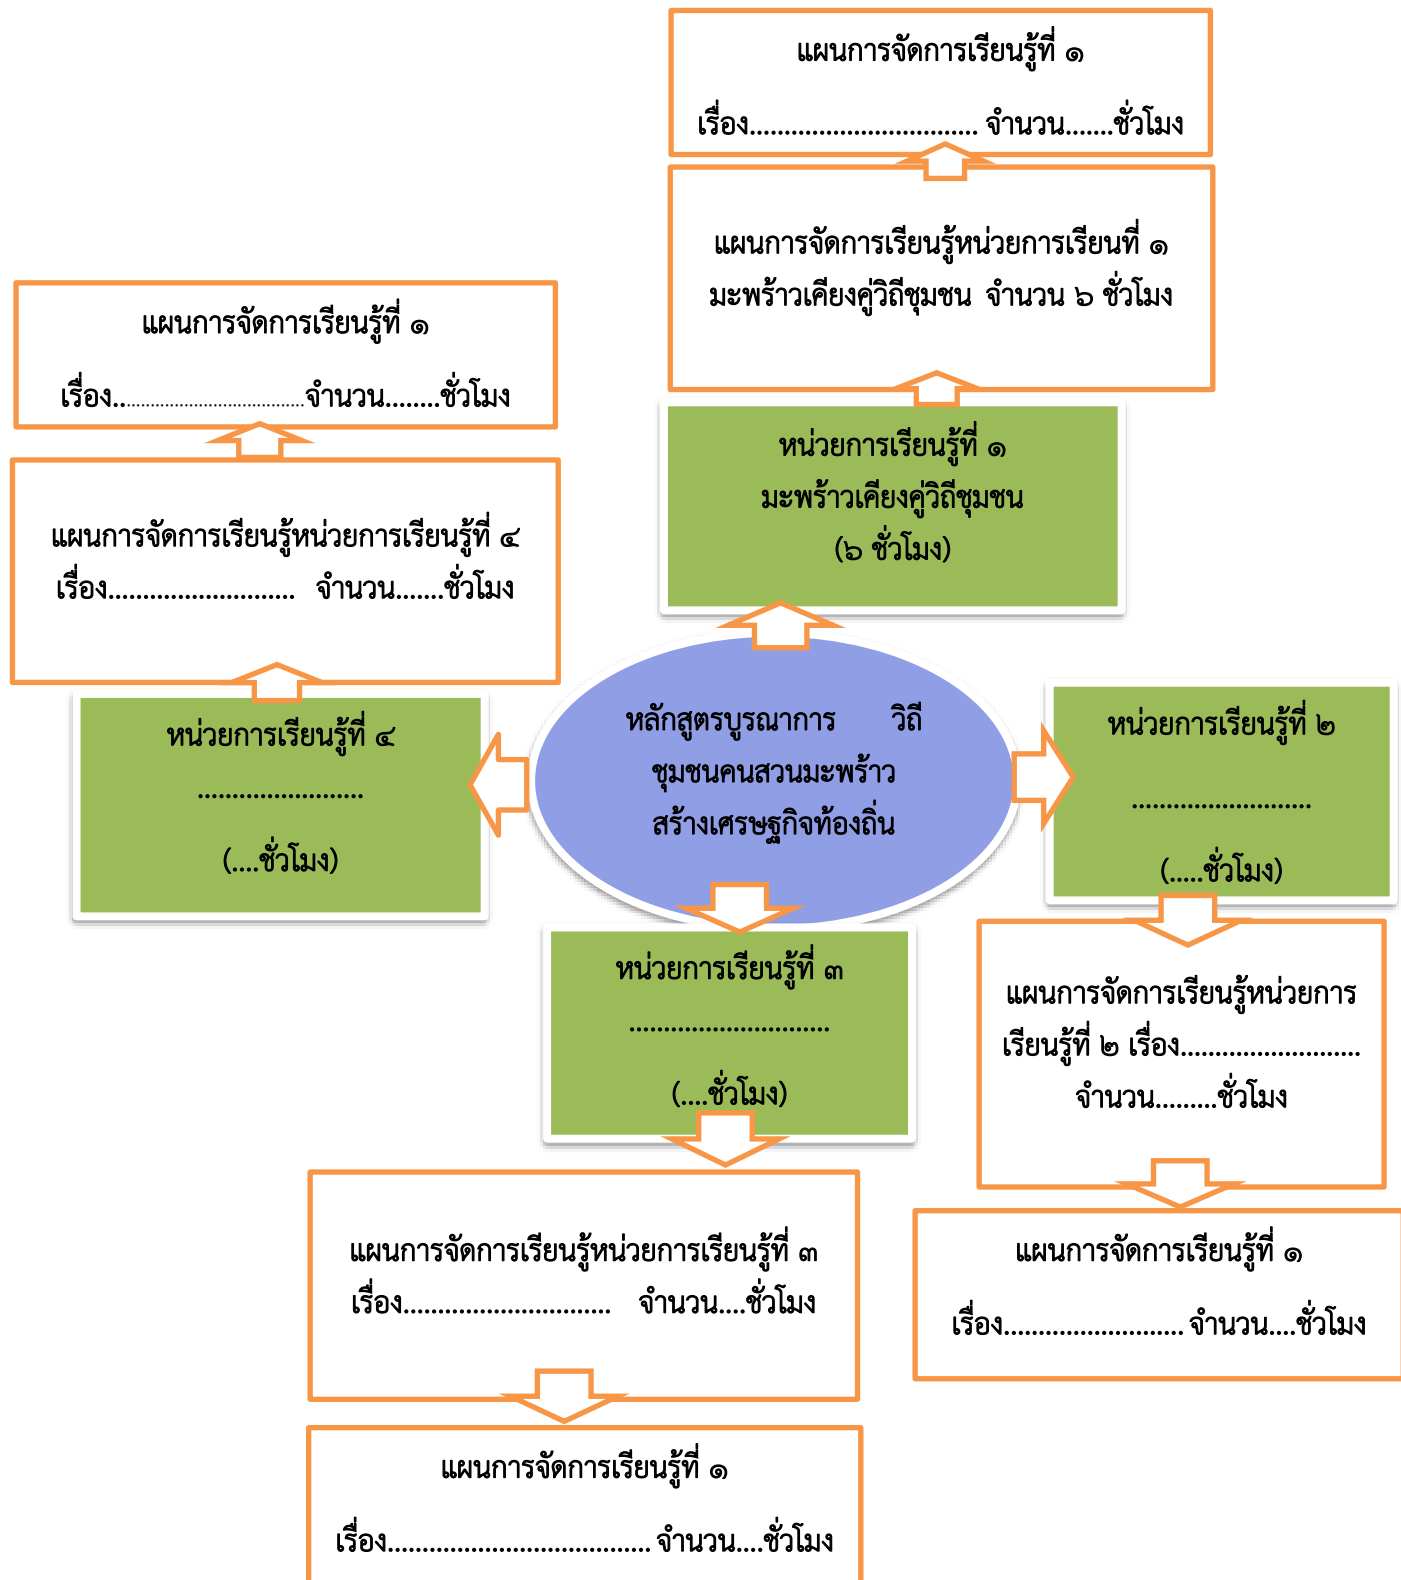 แผนการจัดการเรียนรู้ที่ ๑
เรื่อง................................. จำนวน.......ชั่วโมง
แผนการจัดการเรียนรู้หน่วยการเรียนที่ ๑
มะพร้าวเคียงคู่วิถีชุมชน จำนวน ๖ ชั่วโมง
หน่วยการเรียนรู้ที่ ๑
มะพร้าวเคียงคู่วิถีชุมชน
(๖ ชั่วโมง)
แผนการจัดการเรียนรู้ที่ ๑
เรื่อง....................................จำนวน........ชั่วโมง
แผนการจัดการเรียนรู้หน่วยการเรียนรู้ที่ ๔
เรื่อง........................... จำนวน.......ชั่วโมง
หน่วยการเรียนรู้ที่ ๔
........................
(....ชั่วโมง)
หลักสูตรบูรณาการ วิถี
ชุมชนคนสวนมะพร้าว
สร้างเศรษฐกิจท้องถิ่น
หน่วยการเรียนรู้ที่ ๒
..........................
(.....ชั่วโมง)
แผนการจัดการเรียนรู้หน่วยการ
เรียนรู้ที่ ๒ เรื่อง..........................
จำนวน.........ชั่วโมง
แผนการจัดการเรียนรู้ที่ ๑
เรื่อง.......................... จำนวน....ชั่วโมง
หน่วยการเรียนรู้ที่ ๓
.............................
(....ชั่วโมง)
แผนการจัดการเรียนรู้หน่วยการเรียนรู้ที่ ๓
เรื่อง.............................. จำนวน....ชั่วโมง
แผนการจัดการเรียนรู้ที่ ๑
เรื่อง...................................... จำนวน....ชั่วโมง